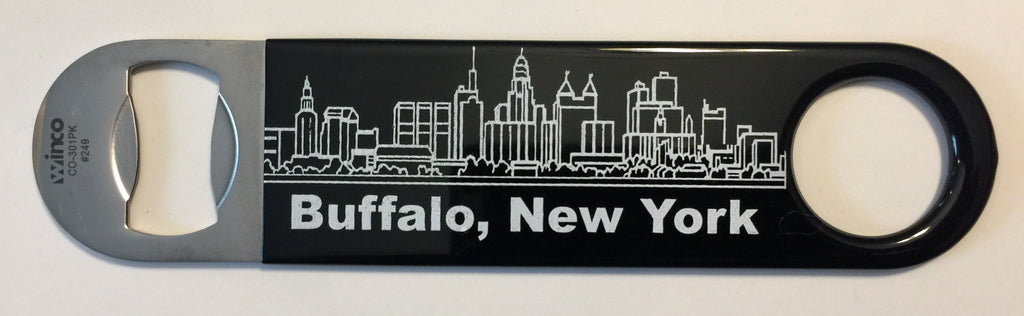 winco
CO-301PK
#249
Buffalo, New York